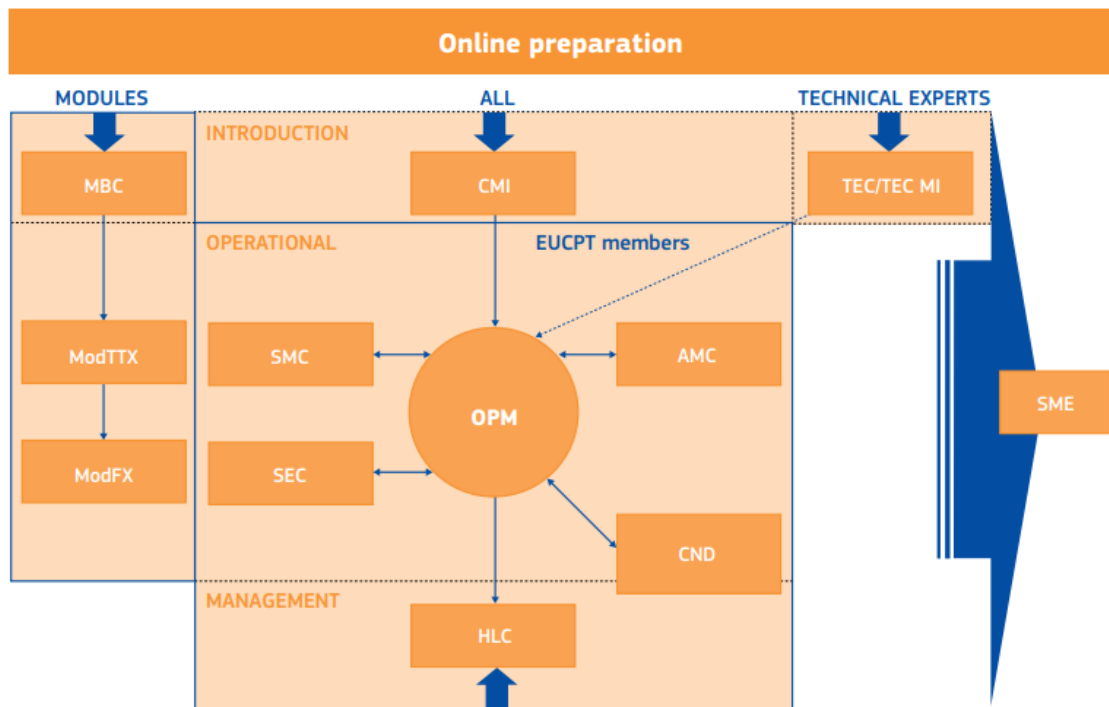 Online preparation
MODULES
ALL
TECHNICAL EXPERTS
INTRODUCTION
MBC
CMI
TEC/TEC MI
OPERATIONAL
EUCPT members
ModTTX
SMC
AMC
OPM
SME
ModFX
SEC
CND
MANAGEMENT
HLC